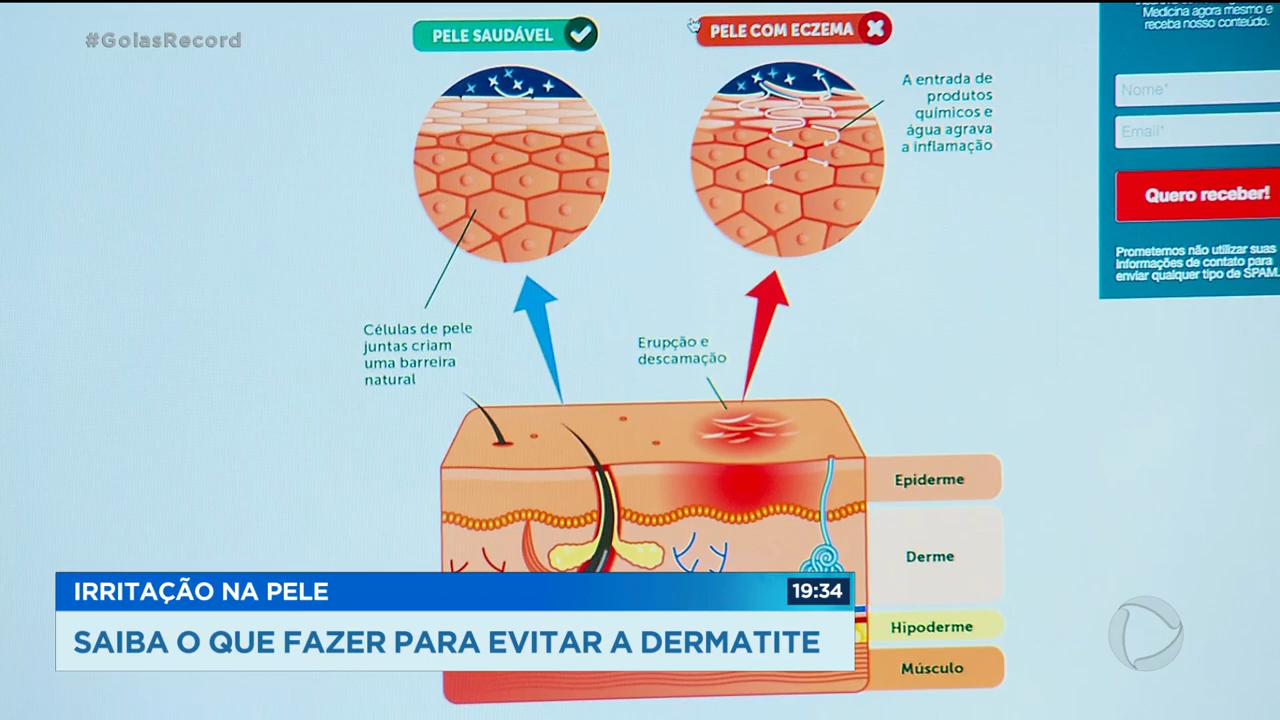 #GoiasRecord
PELE SAUDÁVEL
PELE COM ECZEMA
A entrada de
produtos
químicos e
água agrava
a inflamação
Medicina agora mesmo e
receba nosso conteúdo.
Nome*
Email*
Quero receber!
Prometemos não utilizar suas
informações de contato para
enviar qualquer tipo de SPAM.
Células de pele
juntas criam
uma barreira
natural
Erupção e
descamação
Epiderme
Derme
Hipoderme
Músculo
IRRITAÇÃO NA PELE
19:34
SAIBA O QUE FAZER PARA EVITAR A DERMATITE